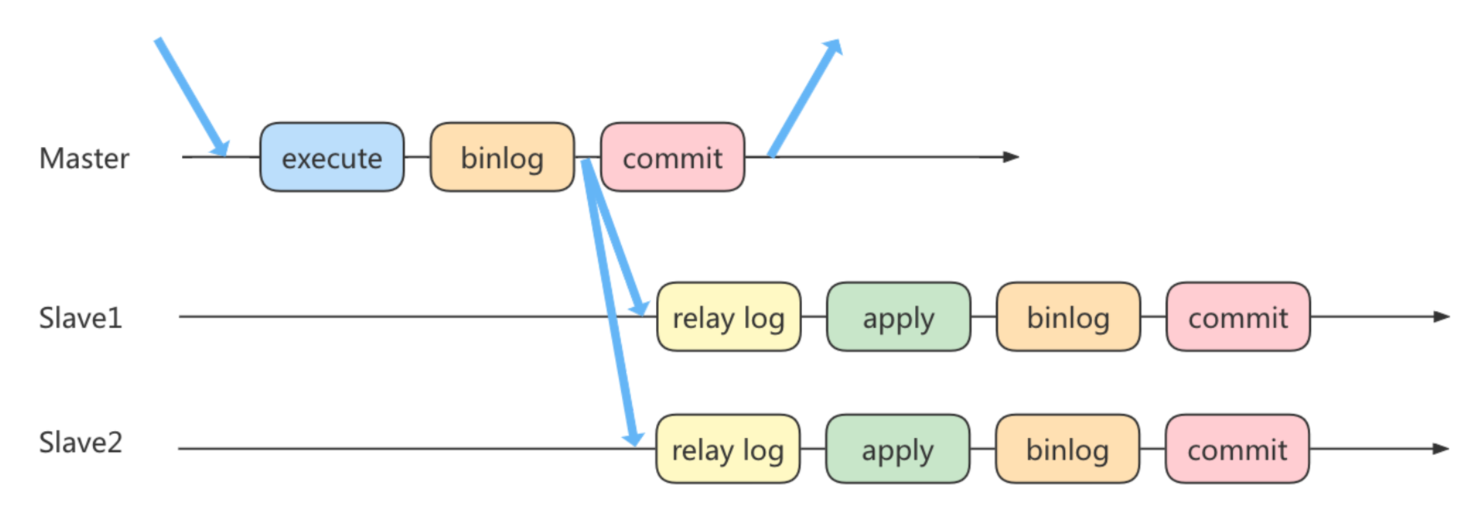 Master execute binlog commit
Slave1 relay log apply binlog commit
Slave2 relay log apply binlog commit